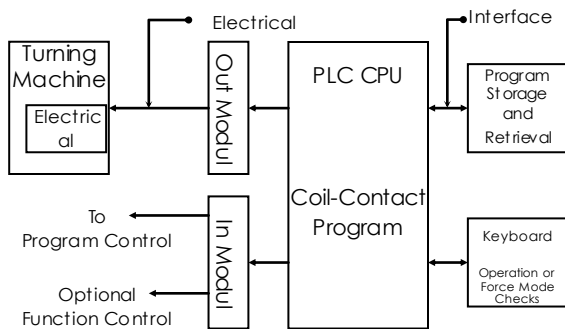 Electrical
Interface
Turning
Machine
Electric
al
Out Modul
PLC CPU
Coil-Contact
Program
Program
Storage
and
Retrieval
To
Program Control
Optional
Function Control
In Modul
Keyboard
Operation or
Force Mode
Checks